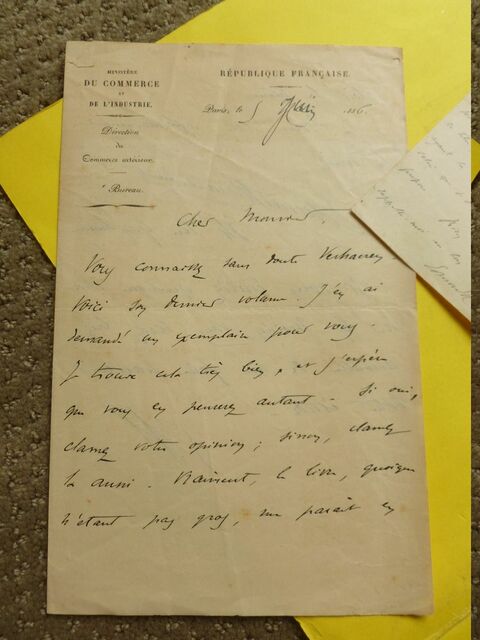 MINISTÈRE
DU COMMERCE
ET
DE L'INDUSTRIE.
RÉPUBLIQUE FRANÇAISE.
Paris, le 5 188
Direction
du
Commerce extérieur.
e Bureau.
Cher Monsieur,
Vous connaissez sans doute Verhaeren
Voici son dernier volume. J'en ai
demandé un exemplaire pour vous.
Je trouve cela très bien, et j'espère
que vous en penserez autant. Si oui,
clamez votre opinion ; sinon, clamez
la aussi. Vraiment, le livre, quoique
n'étant pas gros, me paraît en